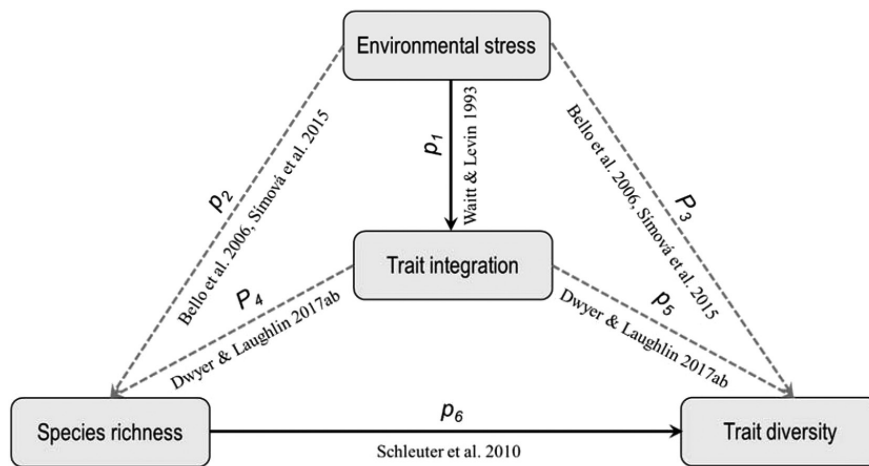 Environmental stress
p1
Waitt & Levin 1993
p2
Bello et al. 2006, Símová et al. 2015
P3
Bello et al. 2006, Símová et al. 2015
Trait integration
P4
Dwyer & Laughlin 2017ab
p5
Dwyer & Laughlin 2017ab
Species richness
p6
Schleuter et al. 2010
Trait diversity